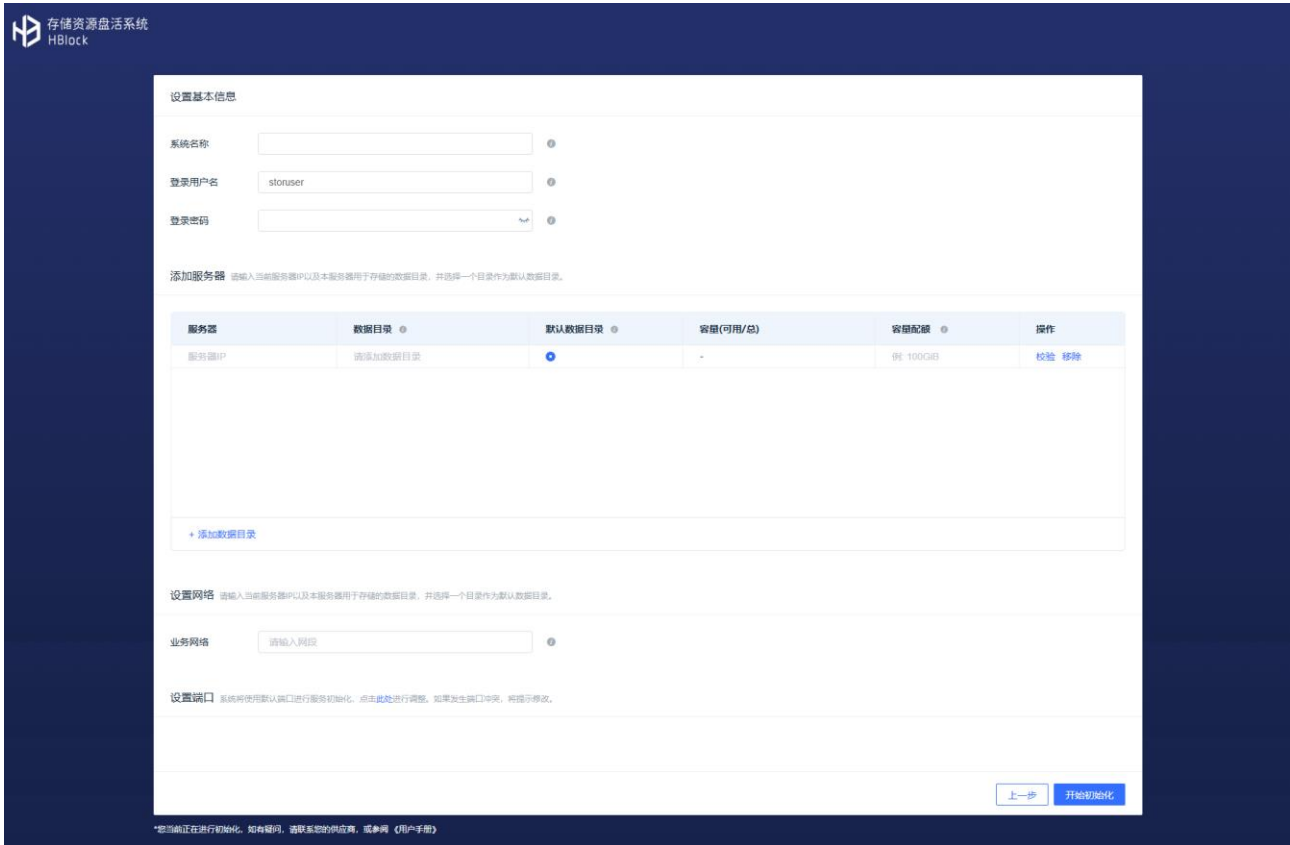 存储资源盘活系统
HBlock
设置基本信息
系统名称
登录用户名 storuser
登录密码
添加服务器 请输入当前服务器IP以及本服务器用于存储的数据目录，并选择一个目录作为默认数据目录。
服务器 数据目录 默认数据目录 容量(可用/总) 容量配额 操作
服务器IP 请添加数据目录 - 例: 100GiB 校验 移除
+ 添加数据目录
设置网络 请输入当前服务器IP以及本服务器用于存储的数据目录，并选择一个目录作为默认数据目录。
业务网络 请输入网段
设置端口 系统将使用默认端口进行服务初始化，点击此处进行调整。如果发生端口冲突，将提示修改。
上一步 开始初始化
*您当前正在进行初始化，如有疑问，请联系您的供应商，或参阅《用户手册》